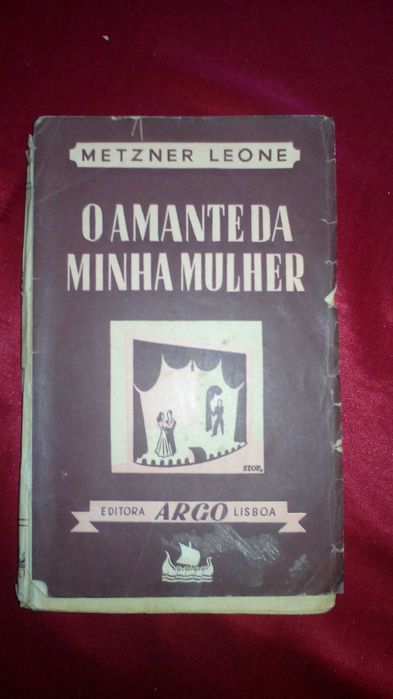 METZNER LEONE
O AMANTE DA
MINHA MULHER
STOP.
EDITORA ARGO LISBOA